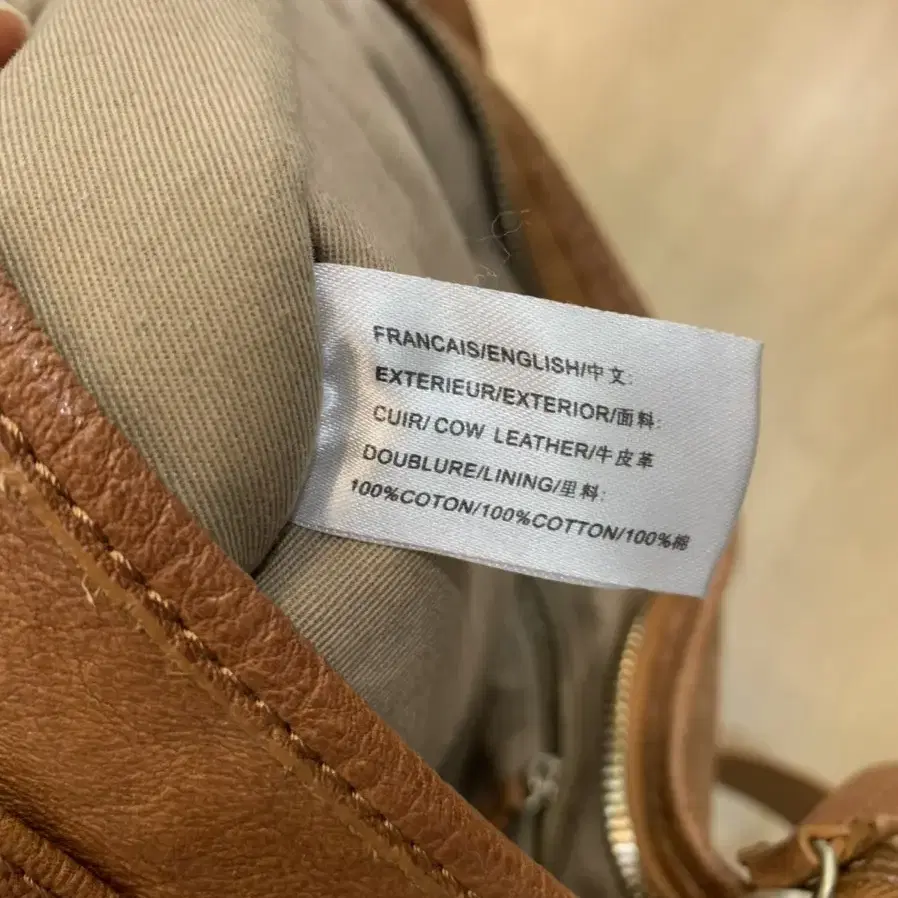 FRANCAIS/ENGLISH/中文:
EXTERIEUR/EXTERIOR/面料:
CUIR/ COW LEATHER/牛皮革
DOUBLURE/LINING/里料:
100%COTON/100%COTTON/100%棉